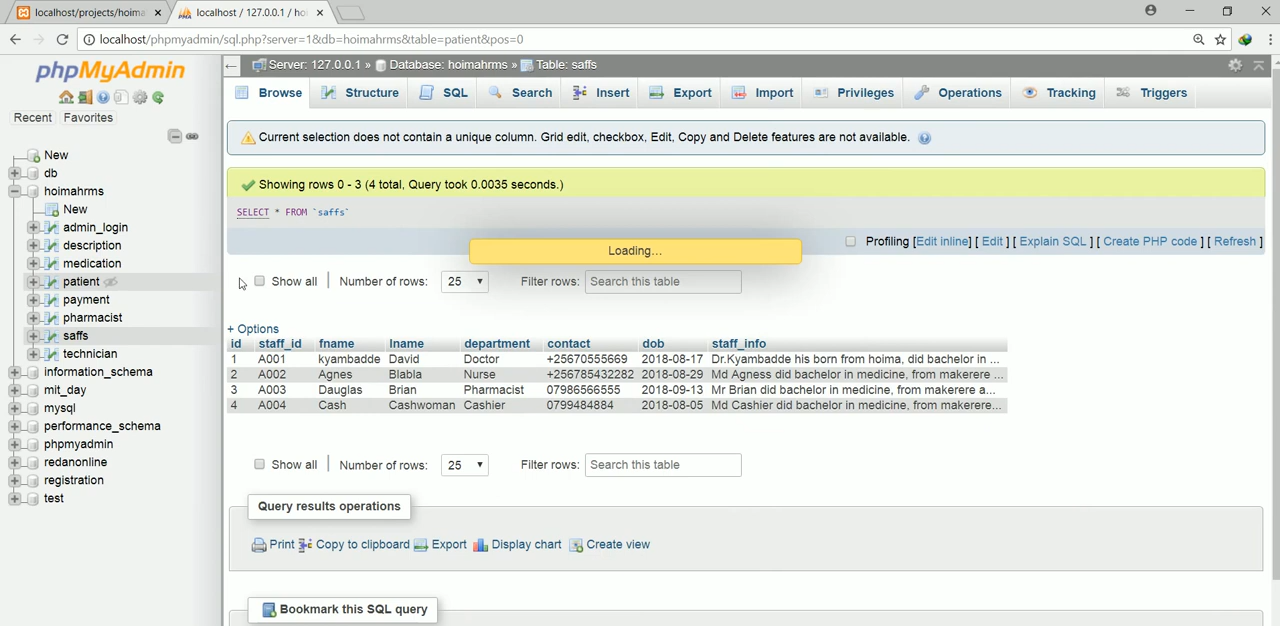 localhost/projects/hoima
localhost / 127.0.0.1 / ho
localhost/phpmyadmin/sql.php?server=1&db=hoimahrms&table=patient&pos=0
phpMyAdmin
Recent
Favorites
New
db
hoimahrms
New
admin_login
description
medication
patient
payment
pharmacist
saffs
technician
information_schema
mit_day
mysql
performance_schema
phpmyadmin
redanonline
registration
test
Server: 127.0.0.1 » Database: hoimahrms » Table: saffs
Browse Structure SQL Search Insert Export Import Privileges Operations Tracking Triggers
Current selection does not contain a unique column. Grid edit, checkbox, Edit, Copy and Delete features are not available.
Showing rows 0 - 3 (4 total, Query took 0.0035 seconds.)
SELECT * FROM `saffs`
Profiling [Edit inline] [ Edit ] [ Explain SQL ] [ Create PHP code ] [ Refresh ]
Loading…
Show all Number of rows: 25 Filter rows: Search this table
+ Options
id staff_id fname lname department contact dob staff_info
1 A001 kyambadde David Doctor +25670555669 2018-08-17 Dr.Kyambadde his born from hoima, did bachelor in ...
2 A002 Agnes Blabla Nurse +256785432282 2018-08-29 Md Agness did bachelor in medicine, from makerere ...
3 A003 Dauglas Brian Pharmacist 07986566555 2018-09-13 Mr Brian did bachelor in medicine, from makerere a...
4 A004 Cash Cashwoman Cashier 0799484884 2018-08-05 Md Cashier did bachelor in medicine, from makerere...
Show all Number of rows: 25 Filter rows: Search this table
Query results operations
Print Copy to clipboard Export Display chart Create view
Bookmark this SQL query